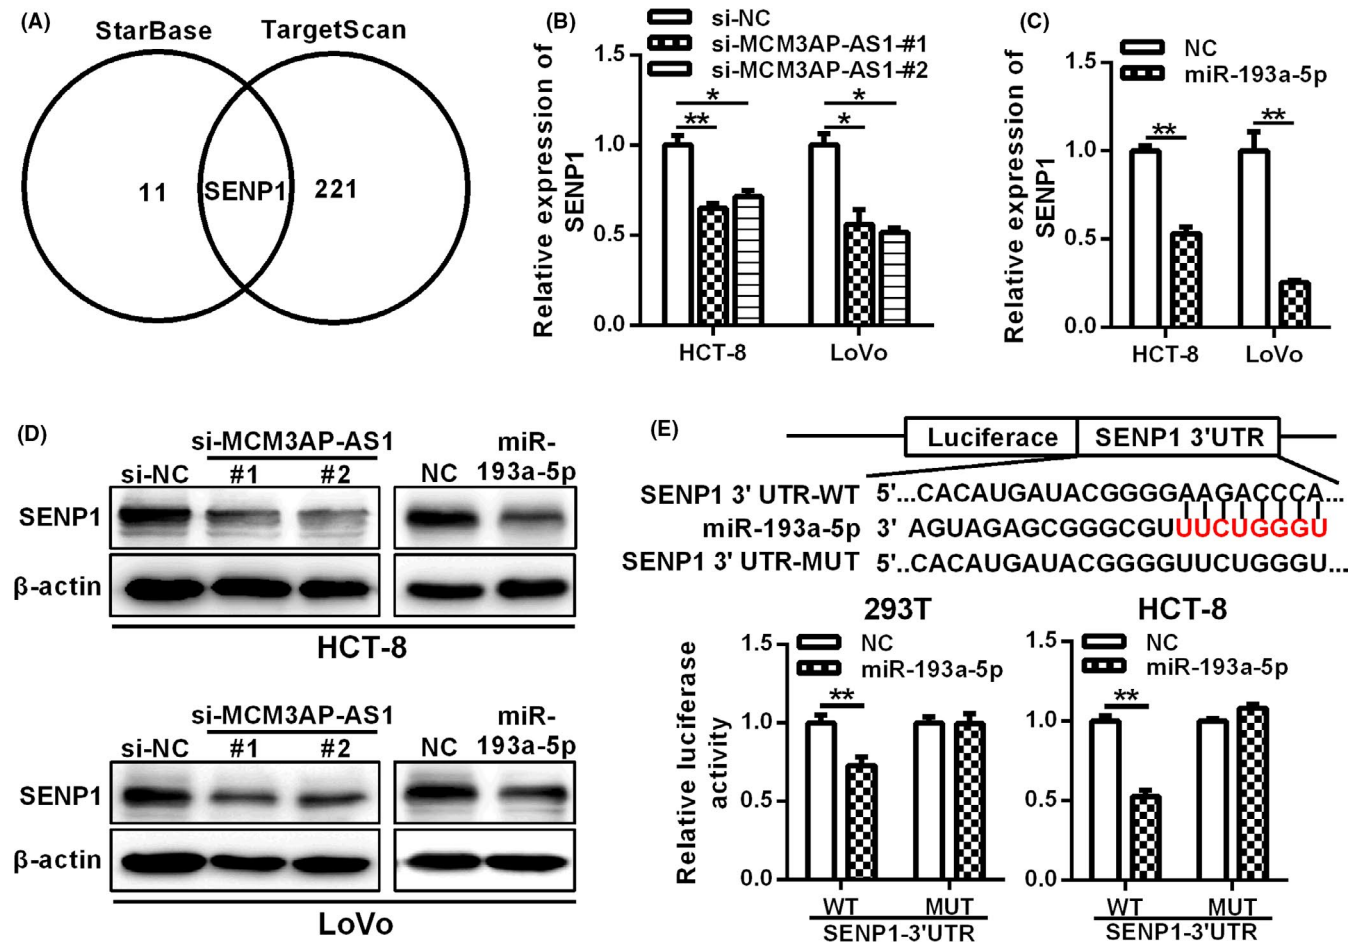 (A)
StarBase TargetScan
11 SENP1 221
(B)
si-NC
si-MCM3AP-AS1-#1
si-MCM3AP-AS1-#2
Relative expression of
SENP1
1.5
1.0
0.5
0.0
** *
* *
HCT-8 LoVo
(C)
NC
miR-193a-5p
Relative expression of
SENP1
1.5
1.0
0.5
0.0
** **
HCT-8 LoVo
(D)
si-MCM3AP-AS1 miR-
si-NC #1 #2 NC 193a-5p
SENP1
β-actin
HCT-8
si-MCM3AP-AS1 miR-
si-NC #1 #2 NC 193a-5p
SENP1
β-actin
LoVo
(E)
Luciferace SENP1 3'UTR
SENP1 3' UTR-WT 5'...CACAUGAUACGGGGAAGACCCA...
miR-193a-5p 3' AGUAGAGCGGGCGUUUCUGGGU
SENP1 3' UTR-MUT 5'..CACAUGAUACGGGGUUCUGGGU...
293T
NC
miR-193a-5p
Relative luciferase
activity
1.5
1.0
0.5
0.0
**
WT MUT
SENP1-3'UTR
HCT-8
NC
miR-193a-5p
1.5
1.0
0.5
0.0
**
WT MUT
SENP1-3'UTR